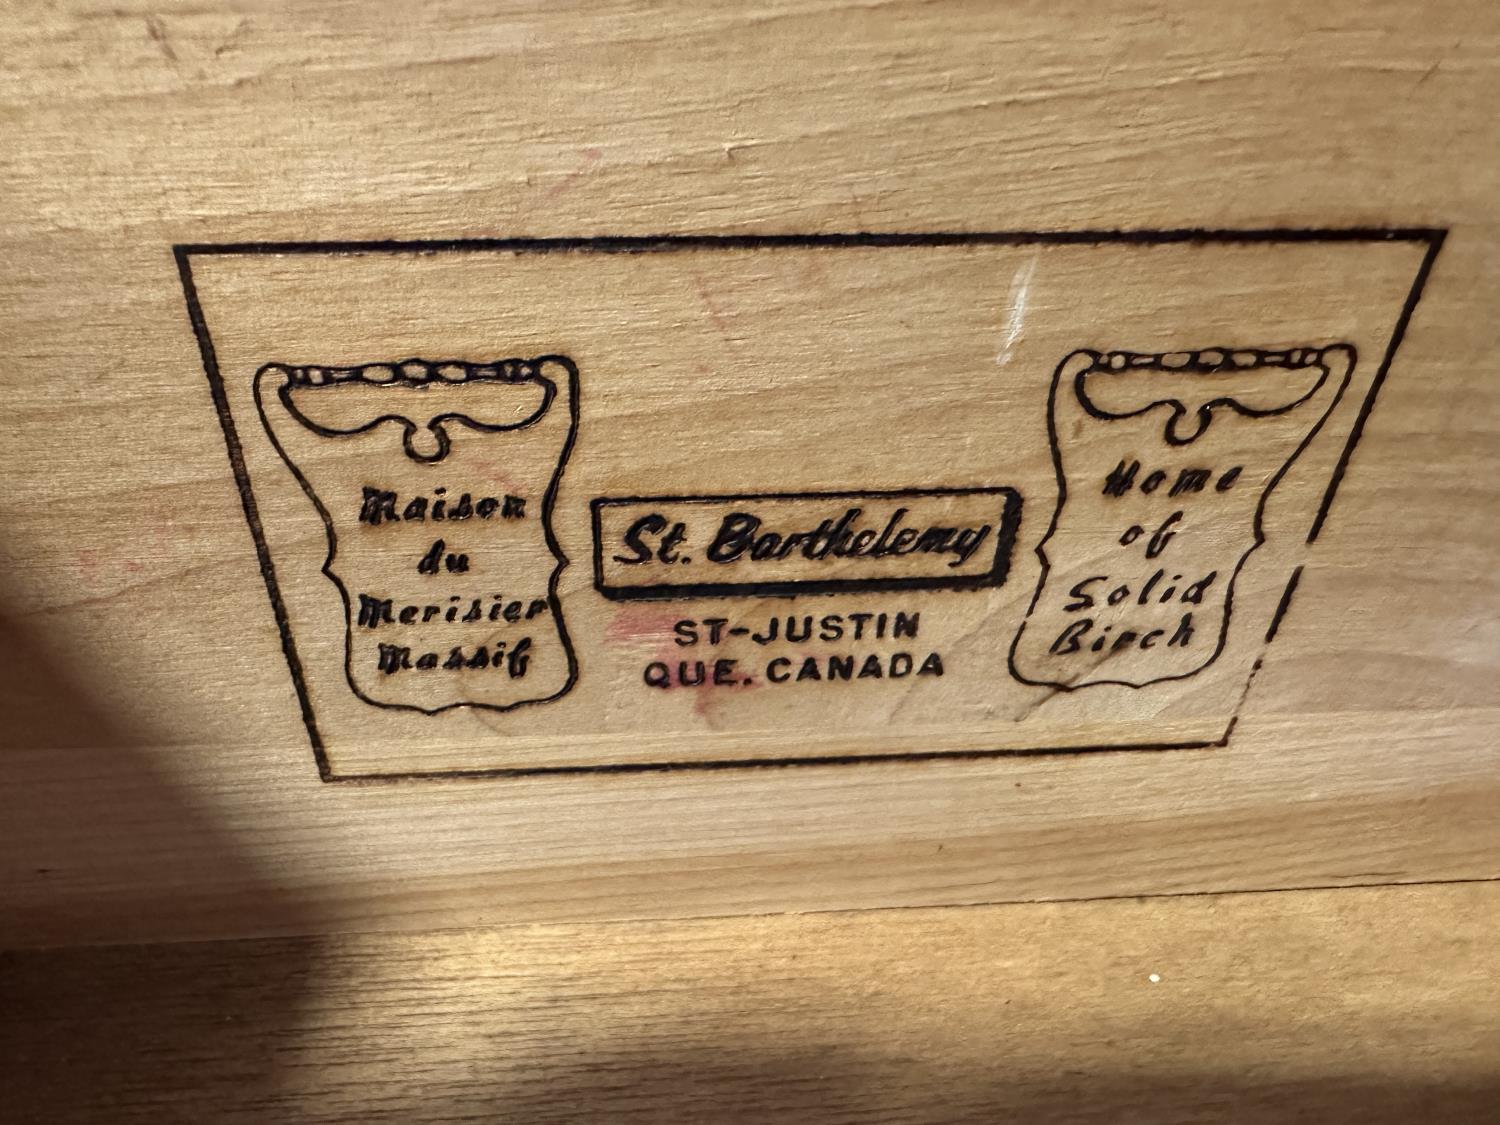 Maison
du
Merisier
Massif
St. Barthelemy
ST-JUSTIN
QUE. CANADA
Home
of
Solid
Birch